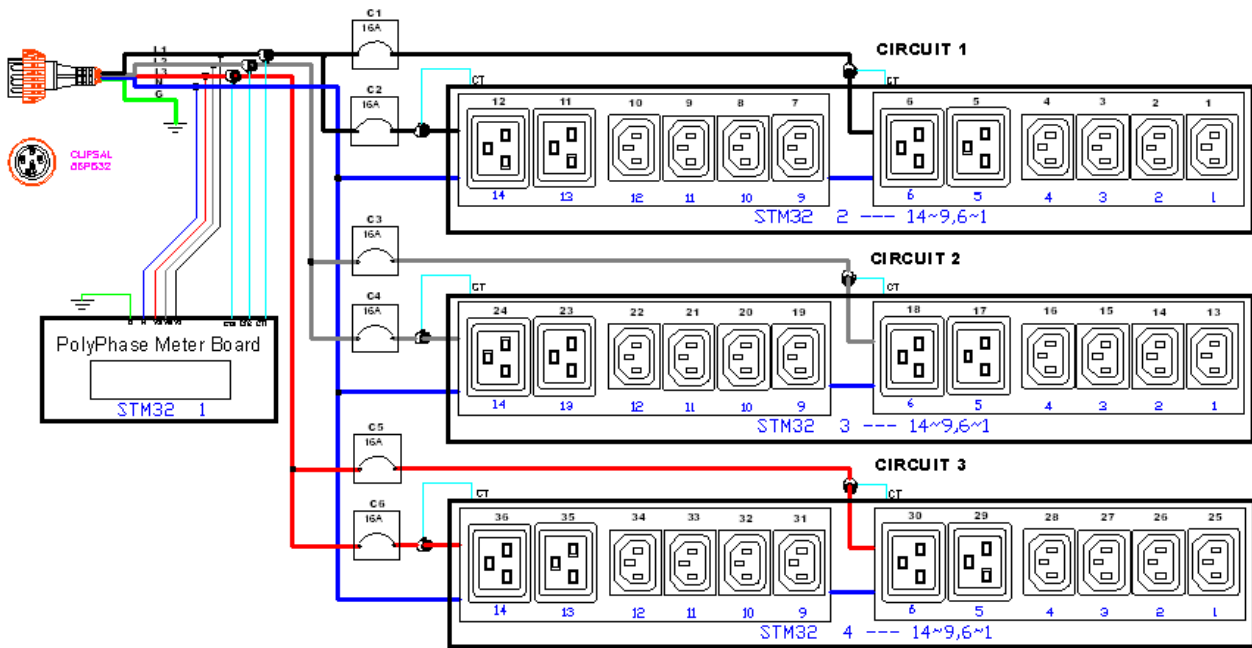 C1
16A
L1
L2
L3
N
G
CIRCUIT 1
CT
CT
C2
16A
12 11 10 9 8 7
6 5 4 3 2 1
14 13 12 11 10 9
6 5 4 3 2 1
STM32 2 --- 14~9,6~1
CLIPSAL
56PB32
C3
16A
CIRCUIT 2
CT
CT
C4
16A
24 23 22 21 20 19
18 17 16 15 14 13
14 13 12 11 10 9
6 5 4 3 2 1
STM32 3 --- 14~9,6~1
PolyPhase Meter Board
STM32 1
C5
16A
CIRCUIT 3
CT
CT
C6
16A
36 35 34 33 32 31
30 29 28 27 26 25
14 13 12 11 10 9
6 5 4 3 2 1
STM32 4 --- 14~9,6~1